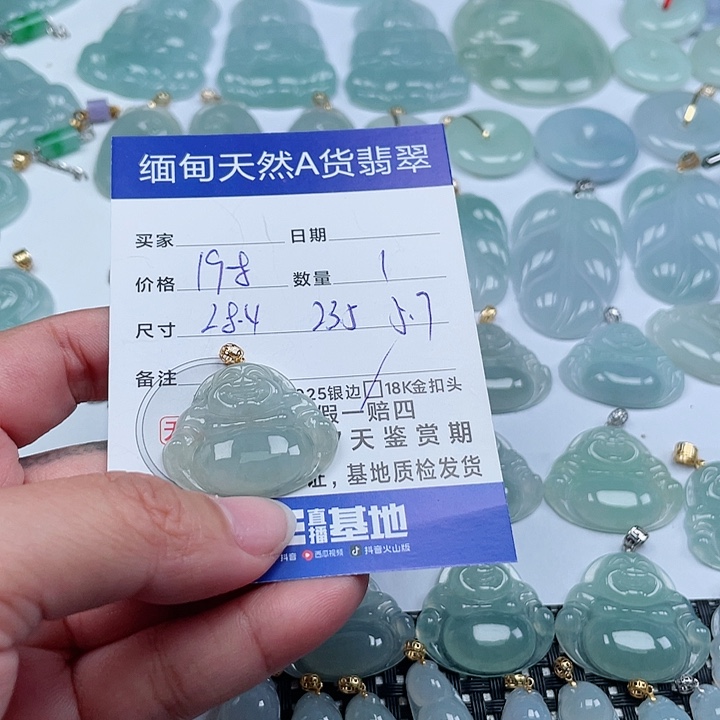 缅甸天然A货翡翠
买家 日期
价格 198 数量 1
尺寸 28.4 23.5 5.7
备注
925银边 18K金扣头
假一赔四
天鉴赏期
证，基地质检发货
直播基地
抖音 西瓜视频 抖音火山版